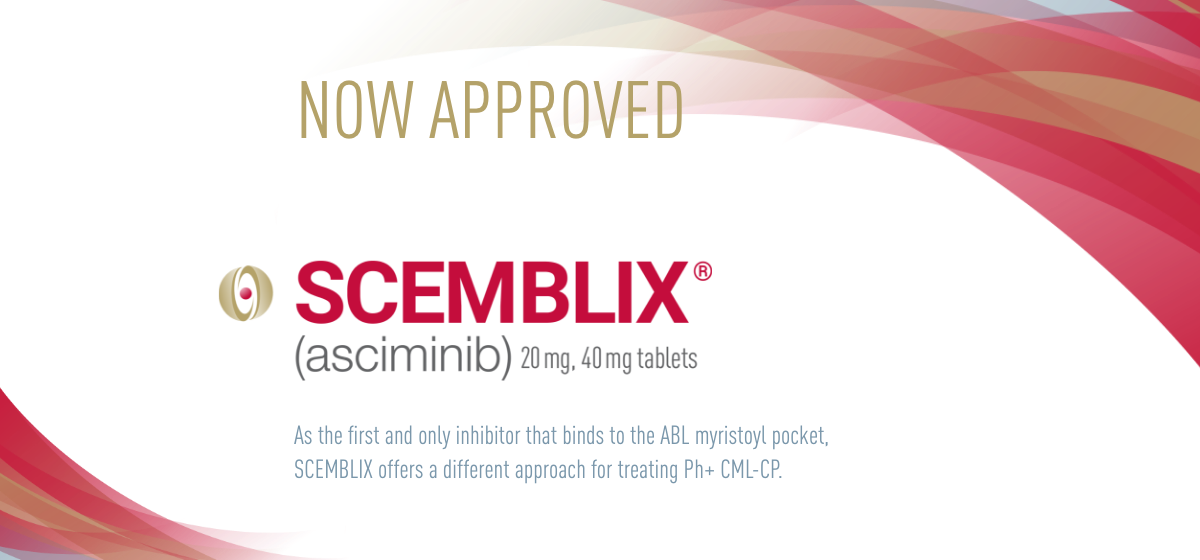 NOW APPROVED
SCEMBLIX®
(asciminib) 20 mg, 40 mg tablets
As the first and only inhibitor that binds to the ABL myristoyl pocket,
SCEMBLIX offers a different approach for treating Ph+ CML-CP.